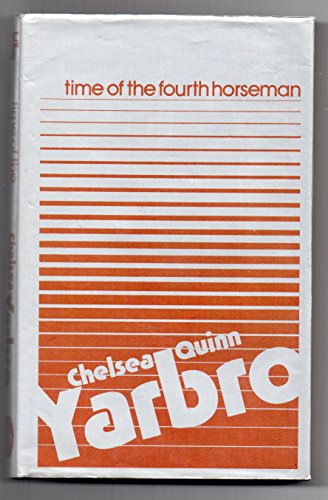 time of the fourth horseman
Chelsea Quinn
Yarbro